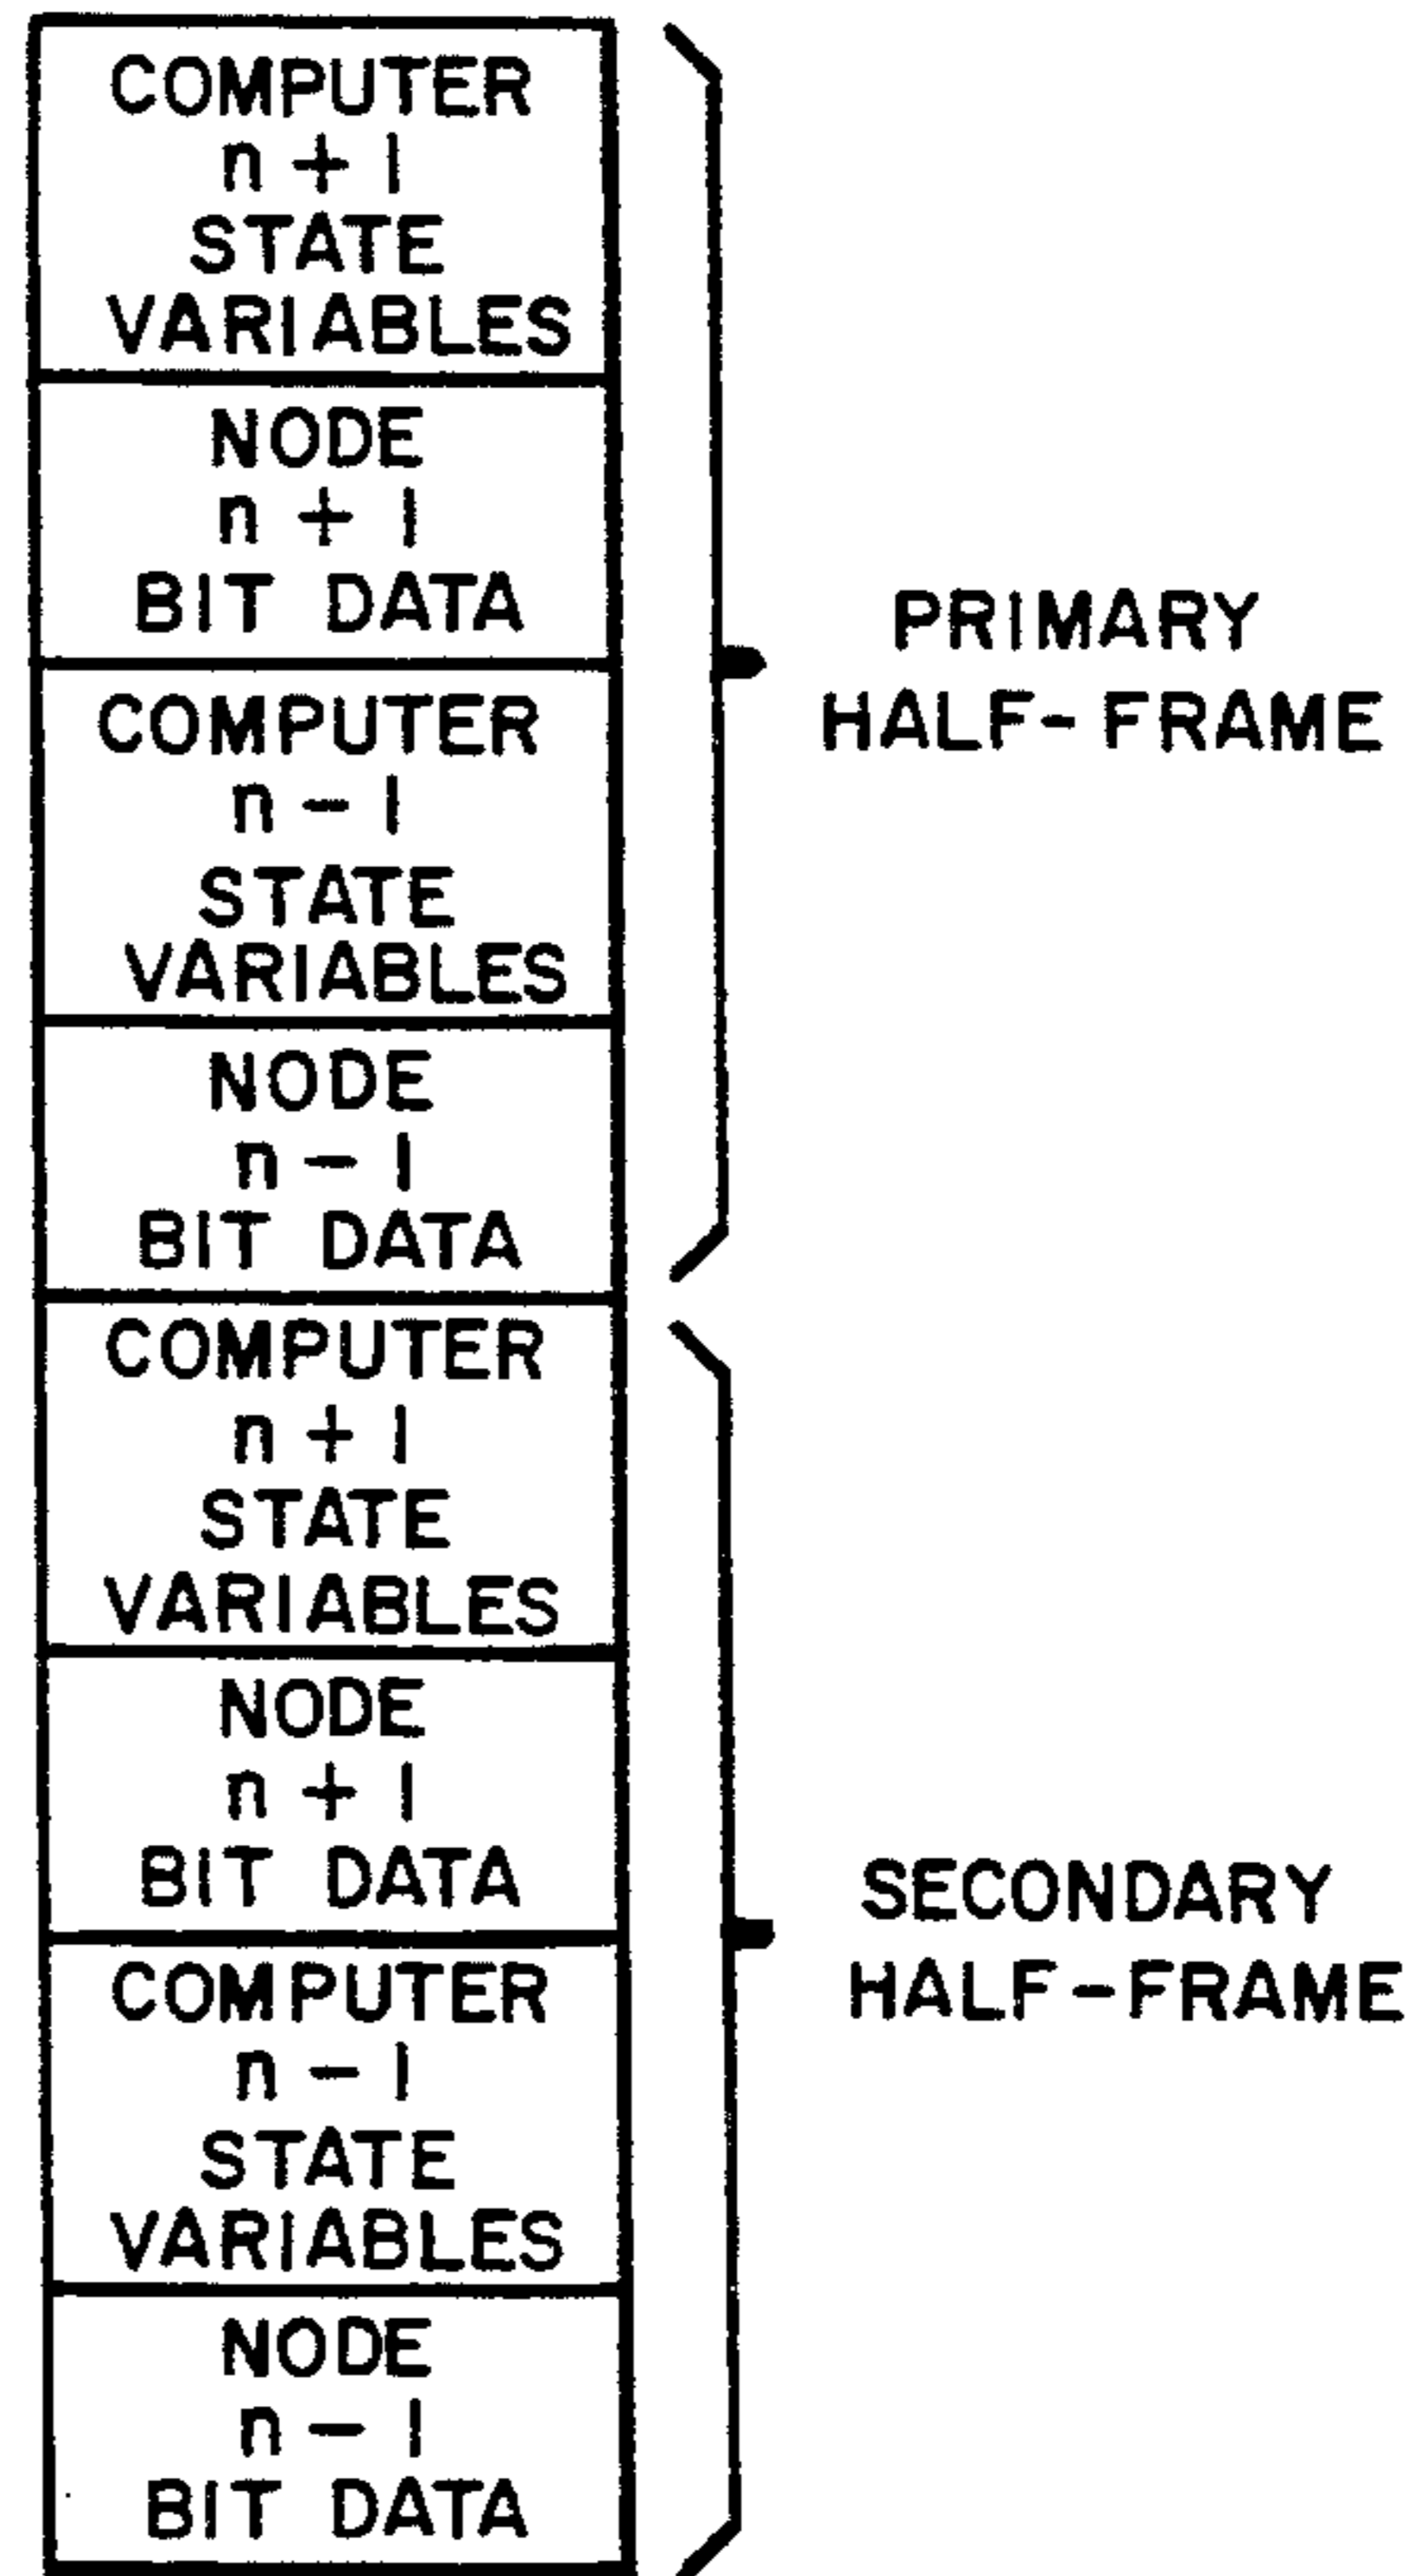 COMPUTER
n + 1
STATE
VARIABLES
NODE
n + 1
BIT DATA
COMPUTER
n - 1
STATE
VARIABLES
NODE
n - 1
BIT DATA
PRIMARY
HALF-FRAME
COMPUTER
n + 1
STATE
VARIABLES
NODE
n + 1
BIT DATA
COMPUTER
n - 1
STATE
VARIABLES
NODE
n - 1
BIT DATA
SECONDARY
HALF-FRAME